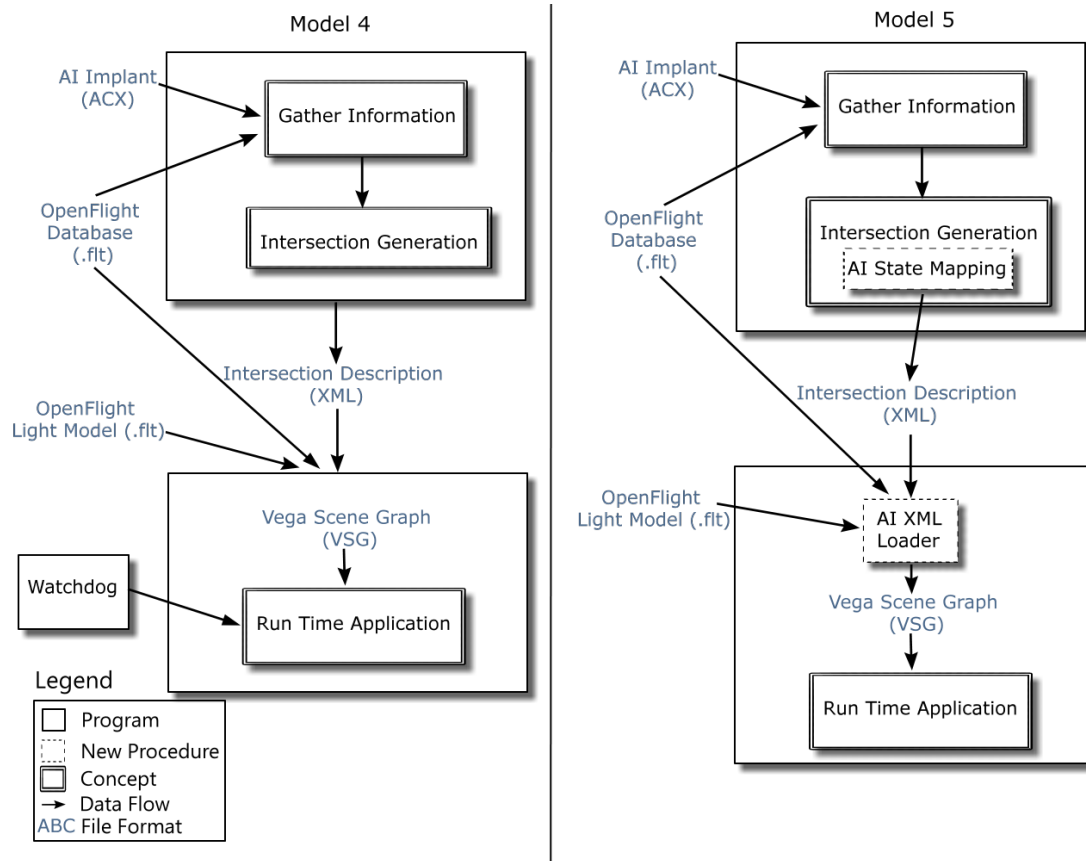 Model 4
AI Implant
(ACX)
Gather Information
OpenFlight
Database
(.flt)
Intersection Generation
Intersection Description
(XML)
OpenFlight
Light Model (.flt)
Vega Scene Graph
(VSG)
Watchdog
Run Time Application
Legend
Program
New Procedure
Concept
Data Flow
ABC File Format
Model 5
AI Implant
(ACX)
Gather Information
OpenFlight
Database
(.flt)
Intersection Generation
AI State Mapping
Intersection Description
(XML)
OpenFlight
Light Model (.flt)
AI XML
Loader
Vega Scene Graph
(VSG)
Run Time Application